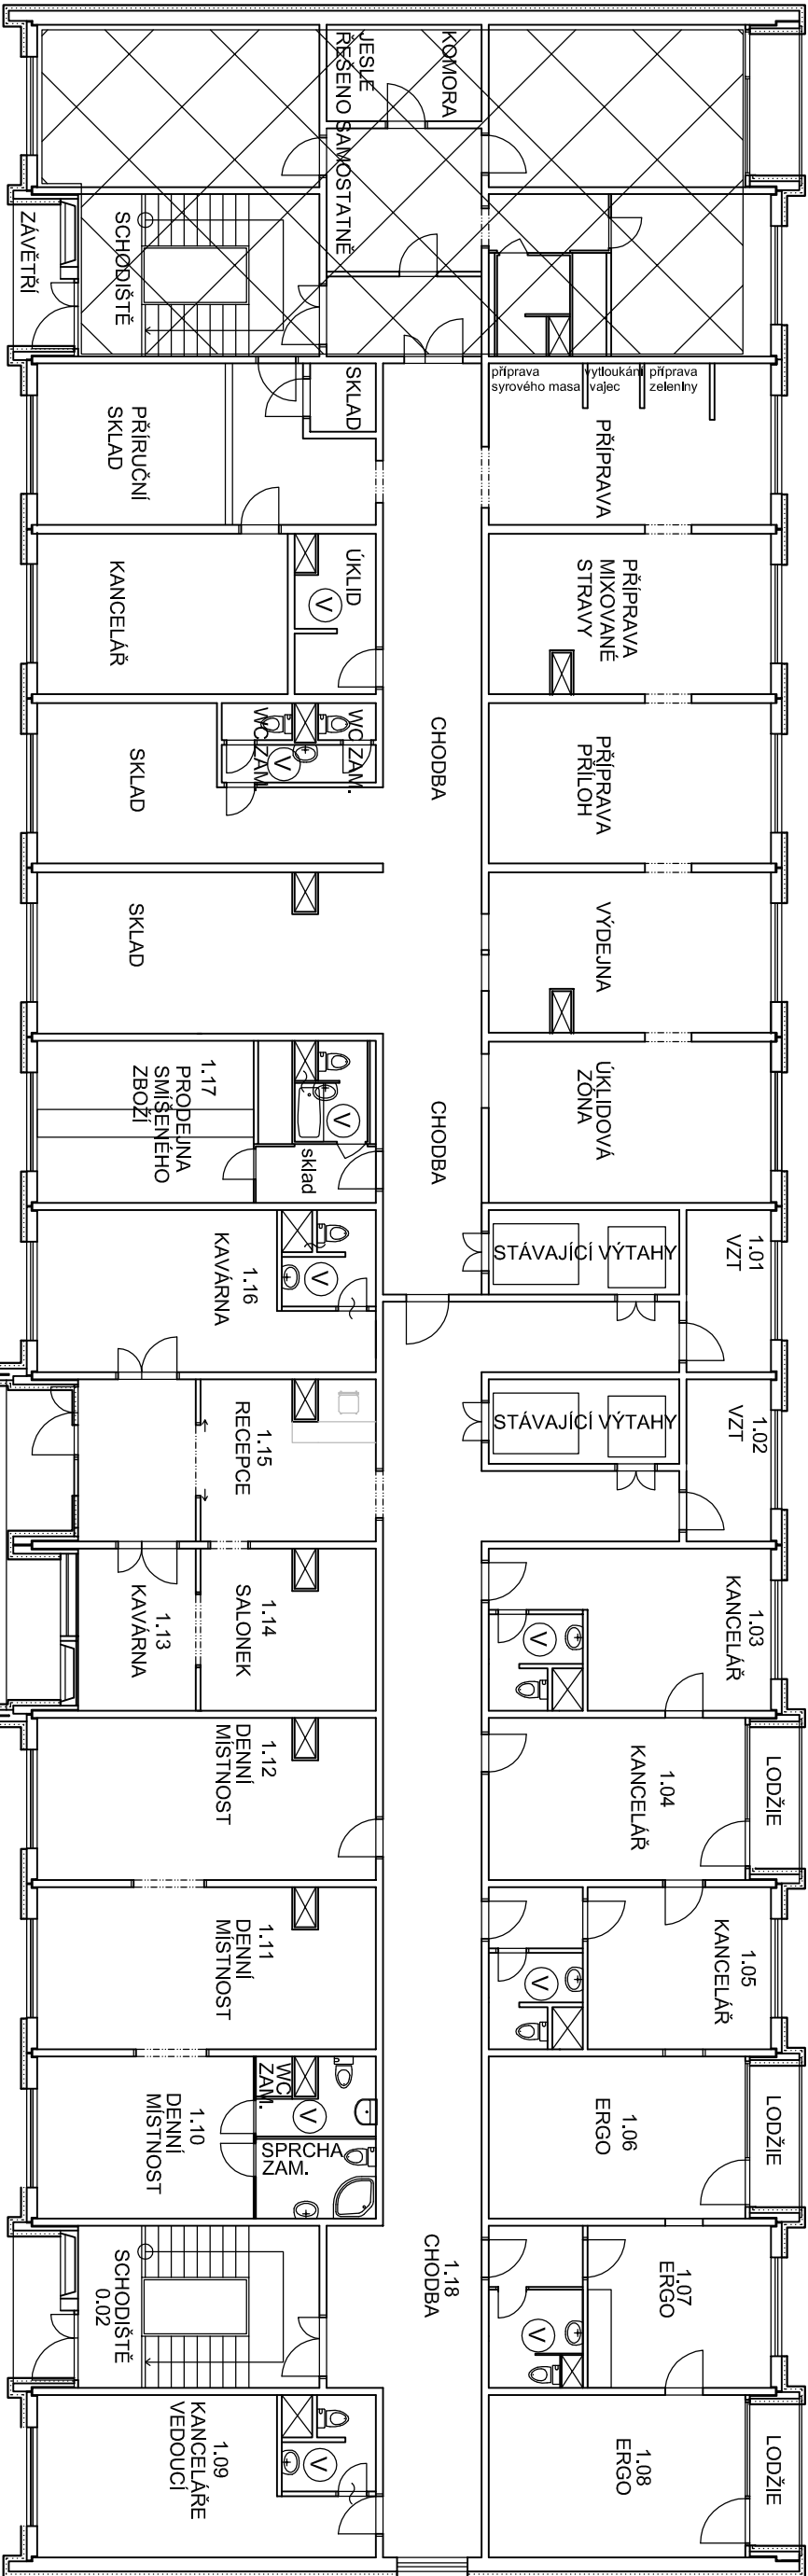 KOMORA
JESLE
ŘEŠENO SAMOSTATNĚ
ZÁVĚTŘÍ
SCHODIŠTĚ
příprava
syrového masa
vytloukání
vajec
příprava
zeleniny
SKLAD
PŘÍRUČNÍ
SKLAD
PŘÍPRAVA
KANCELÁŘ
ÚKLID
V
PŘÍPRAVA
MIXOVANÉ
STRAVY
SKLAD
WC ZAM.
WC ZAM.
V
CHODBA
PŘÍPRAVA
PŘÍLOH
SKLAD
VÝDEJNA
1.17
PRODEJNA
SMÍŠENÉHO
ZBOŽÍ
V
sklad
CHODBA
ÚKLIDOVÁ
ZÓNA
1.16
KAVÁRNA
V
STÁVAJÍCÍ VÝTAHY
1.01
VZT
1.15
RECEPCE
STÁVAJÍCÍ VÝTAHY
1.02
VZT
1.13
KAVÁRNA
1.14
SALONEK
V
1.03
KANCELÁŘ
1.12
DENNÍ
MÍSTNOST
1.04
KANCELÁŘ
LODŽIE
1.11
DENNÍ
MÍSTNOST
V
1.05
KANCELÁŘ
1.10
DENNÍ
MÍSTNOST
WC
ZAM.
V
SPRCHA
ZAM.
1.06
ERGO
LODŽIE
SCHODIŠTĚ
0.02
1.18
CHODBA
V
1.07
ERGO
1.09
KANCELÁŘE
VEDOUCÍ
V
1.08
ERGO
LODŽIE